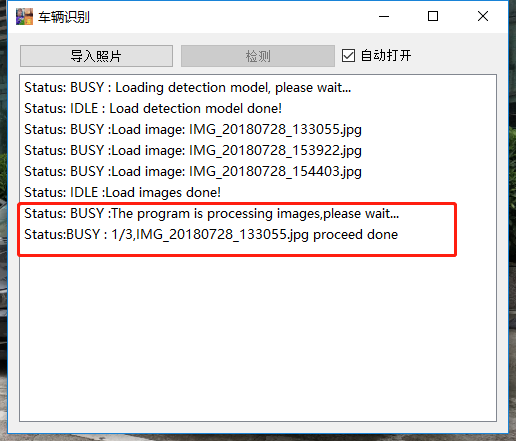 车辆识别
导入照片
检测
自动打开
Status: BUSY : Loading detection model, please wait...
Status: IDLE : Load detection model done!
Status: BUSY :Load image: IMG_20180728_133055.jpg
Status: BUSY :Load image: IMG_20180728_153922.jpg
Status: BUSY :Load image: IMG_20180728_154403.jpg
Status: IDLE :Load images done!
Status: BUSY :The program is processing images,please wait...
Status:BUSY : 1/3,IMG_20180728_133055.jpg proceed done